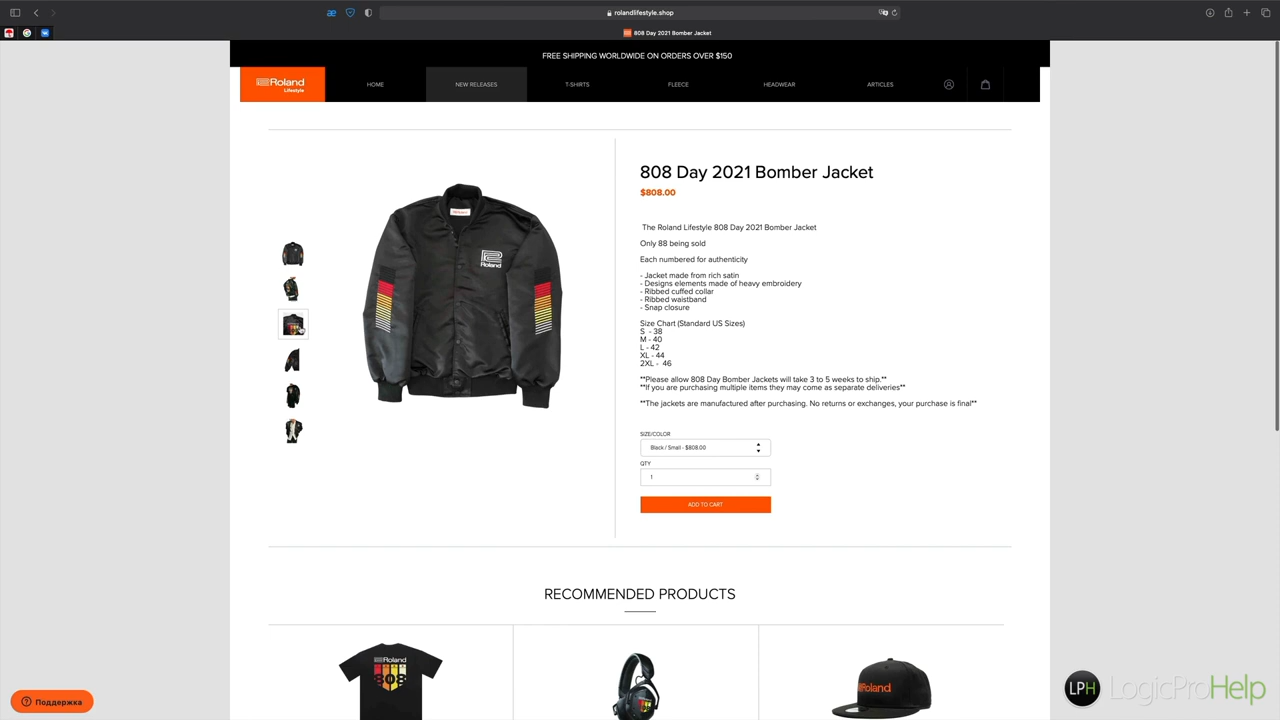 rolandlifestyle.shop
808 Day 2021 Bomber Jacket
FREE SHIPPING WORLDWIDE ON ORDERS OVER $150
Roland
Lifestyle
HOME
NEW RELEASES
T-SHIRTS
FLEECE
HEADWEAR
ARTICLES
808 Day 2021 Bomber Jacket
$808.00
The Roland Lifestyle 808 Day 2021 Bomber Jacket
Only 88 being sold
Each numbered for authenticity
- Jacket made from rich satin
- Designs elements made of heavy embroidery
- Ribbed cuffed collar
- Ribbed waistband
- Snap closure
Size Chart (Standard US Sizes)
S - 38
M - 40
L - 42
XL - 44
2XL - 46
**Please allow 808 Day Bomber Jackets will take 3 to 5 weeks to ship.**
**If you are purchasing multiple items they may come as separate deliveries**
**The jackets are manufactured after purchasing. No returns or exchanges, your purchase is final**
Roland
SIZE/COLOR
Black / Small - $808.00
QTY
1
ADD TO CART
RECOMMENDED PRODUCTS
Roland
808
Roland
Поддержка
LPH LogicProHelp